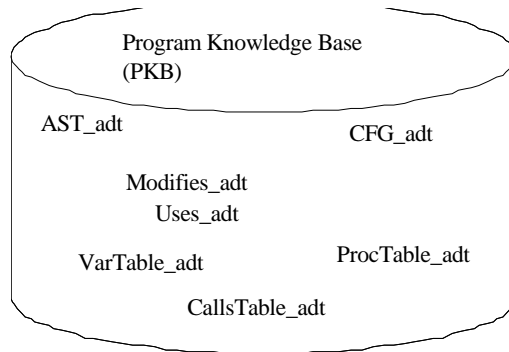 Program Knowledge Base
(PKB)
AST_adt
CFG_adt
Modifies_adt
Uses_adt
VarTable_adt
ProcTable_adt
CallsTable_adt